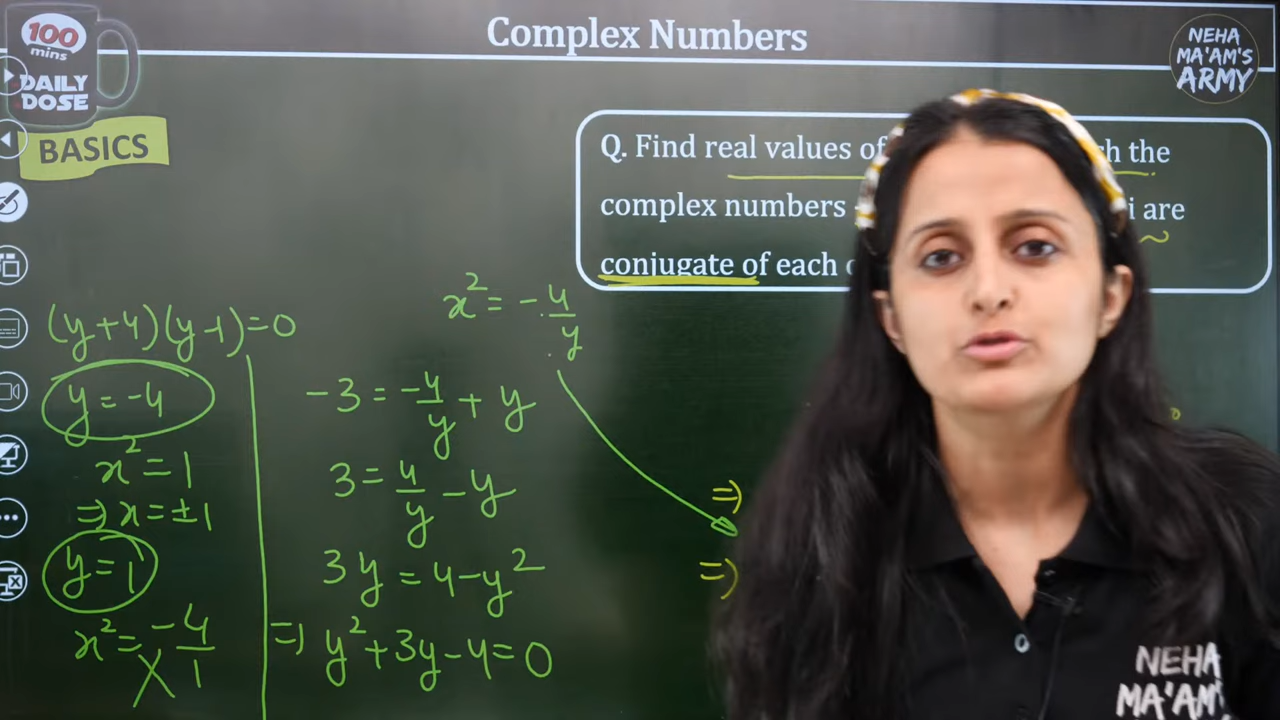 100
mins
DAILY
DOSE
Complex Numbers
NEHA
MA'AM'S
ARMY
BASICS
Q. Find real values of the
complex numbers i are
conjugate of each
(y+4)(y-1)=0
y=-4
x²=1
⇒x=±1
y=1
x²=-4/1
x²=-4/y
-3=-4/y+y
3=4/y-y
3y=4-y²
⇒y²+3y-4=0
⇒
⇒
NEHA
MA'AM'